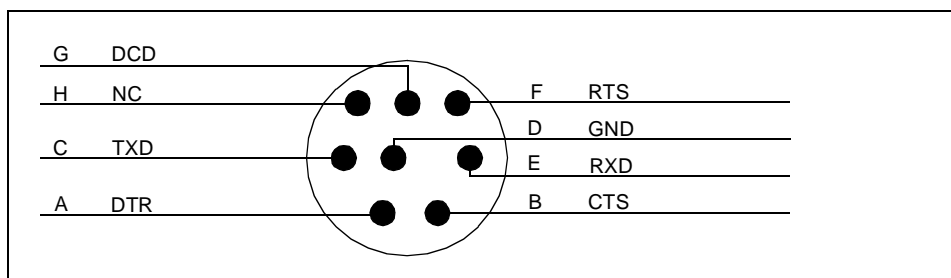 G DCD
H NC
C TXD
A DTR
F RTS
D GND
E RXD
B CTS